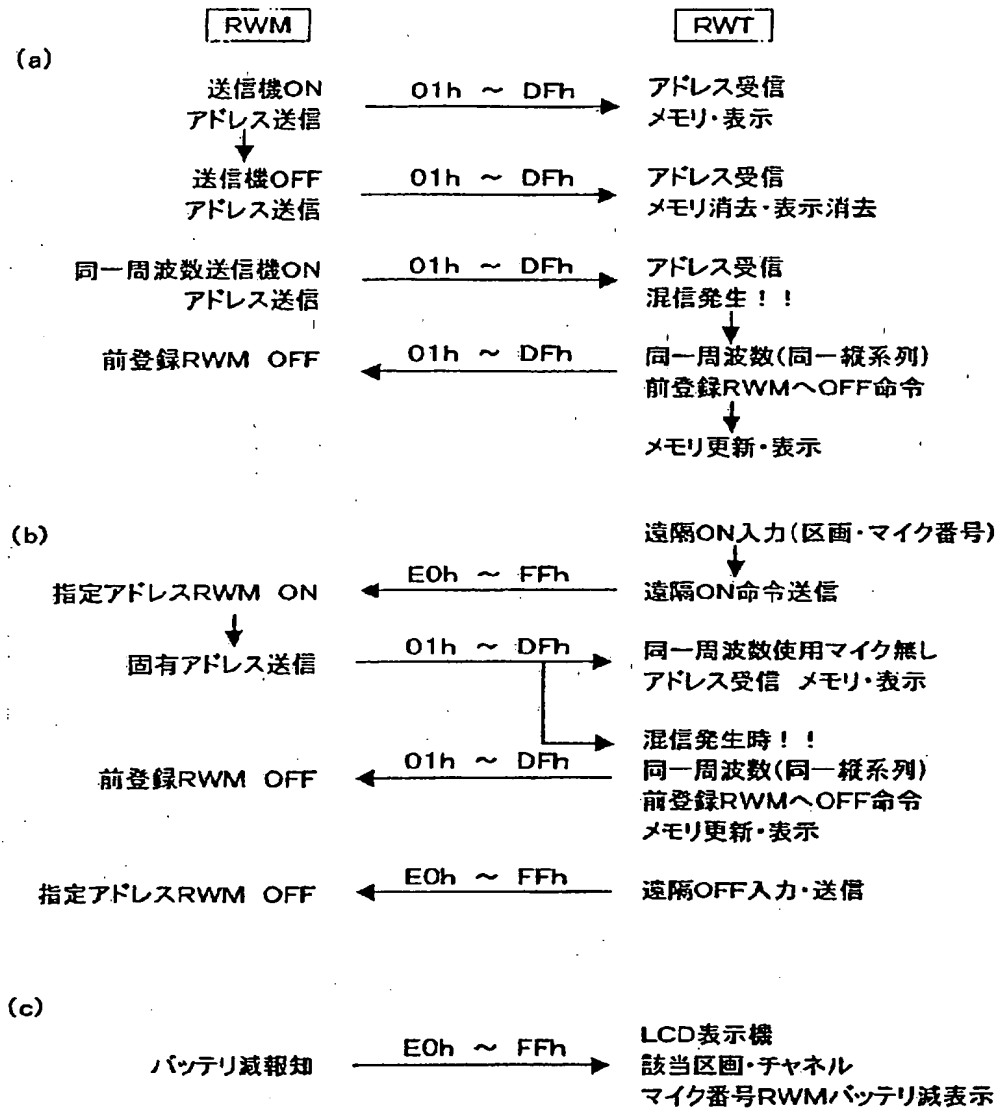 RWM
RWT
(a)
送信機ON
アドレス送信
01h ～ DFh
アドレス受信
メモリ・表示
送信機OFF
アドレス送信
01h ～ DFh
アドレス受信
メモリ消去・表示消去
同一周波数送信機ON
アドレス送信
01h ～ DFh
アドレス受信
混信発生!!
前登録RWM OFF
01h ～ DFh
同一周波数(同一縦系列)
前登録RWMへOFF命令
メモリ更新・表示
(b)
遠隔ON入力(区画・マイク番号)
指定アドレスRWM ON
E0h ～ FFh
遠隔ON命令送信
固有アドレス送信
01h ～ DFh
同一周波数使用マイク無し
アドレス受信 メモリ・表示
混信発生時!!
前登録RWM OFF
01h ～ DFh
同一周波数(同一縦系列)
前登録RWMへOFF命令
メモリ更新・表示
指定アドレスRWM OFF
E0h ～ FFh
遠隔OFF入力・送信
(c)
バッテリ減報知
E0h ～ FFh
LCD表示機
該当区画・チャネル
マイク番号RWMバッテリ減表示